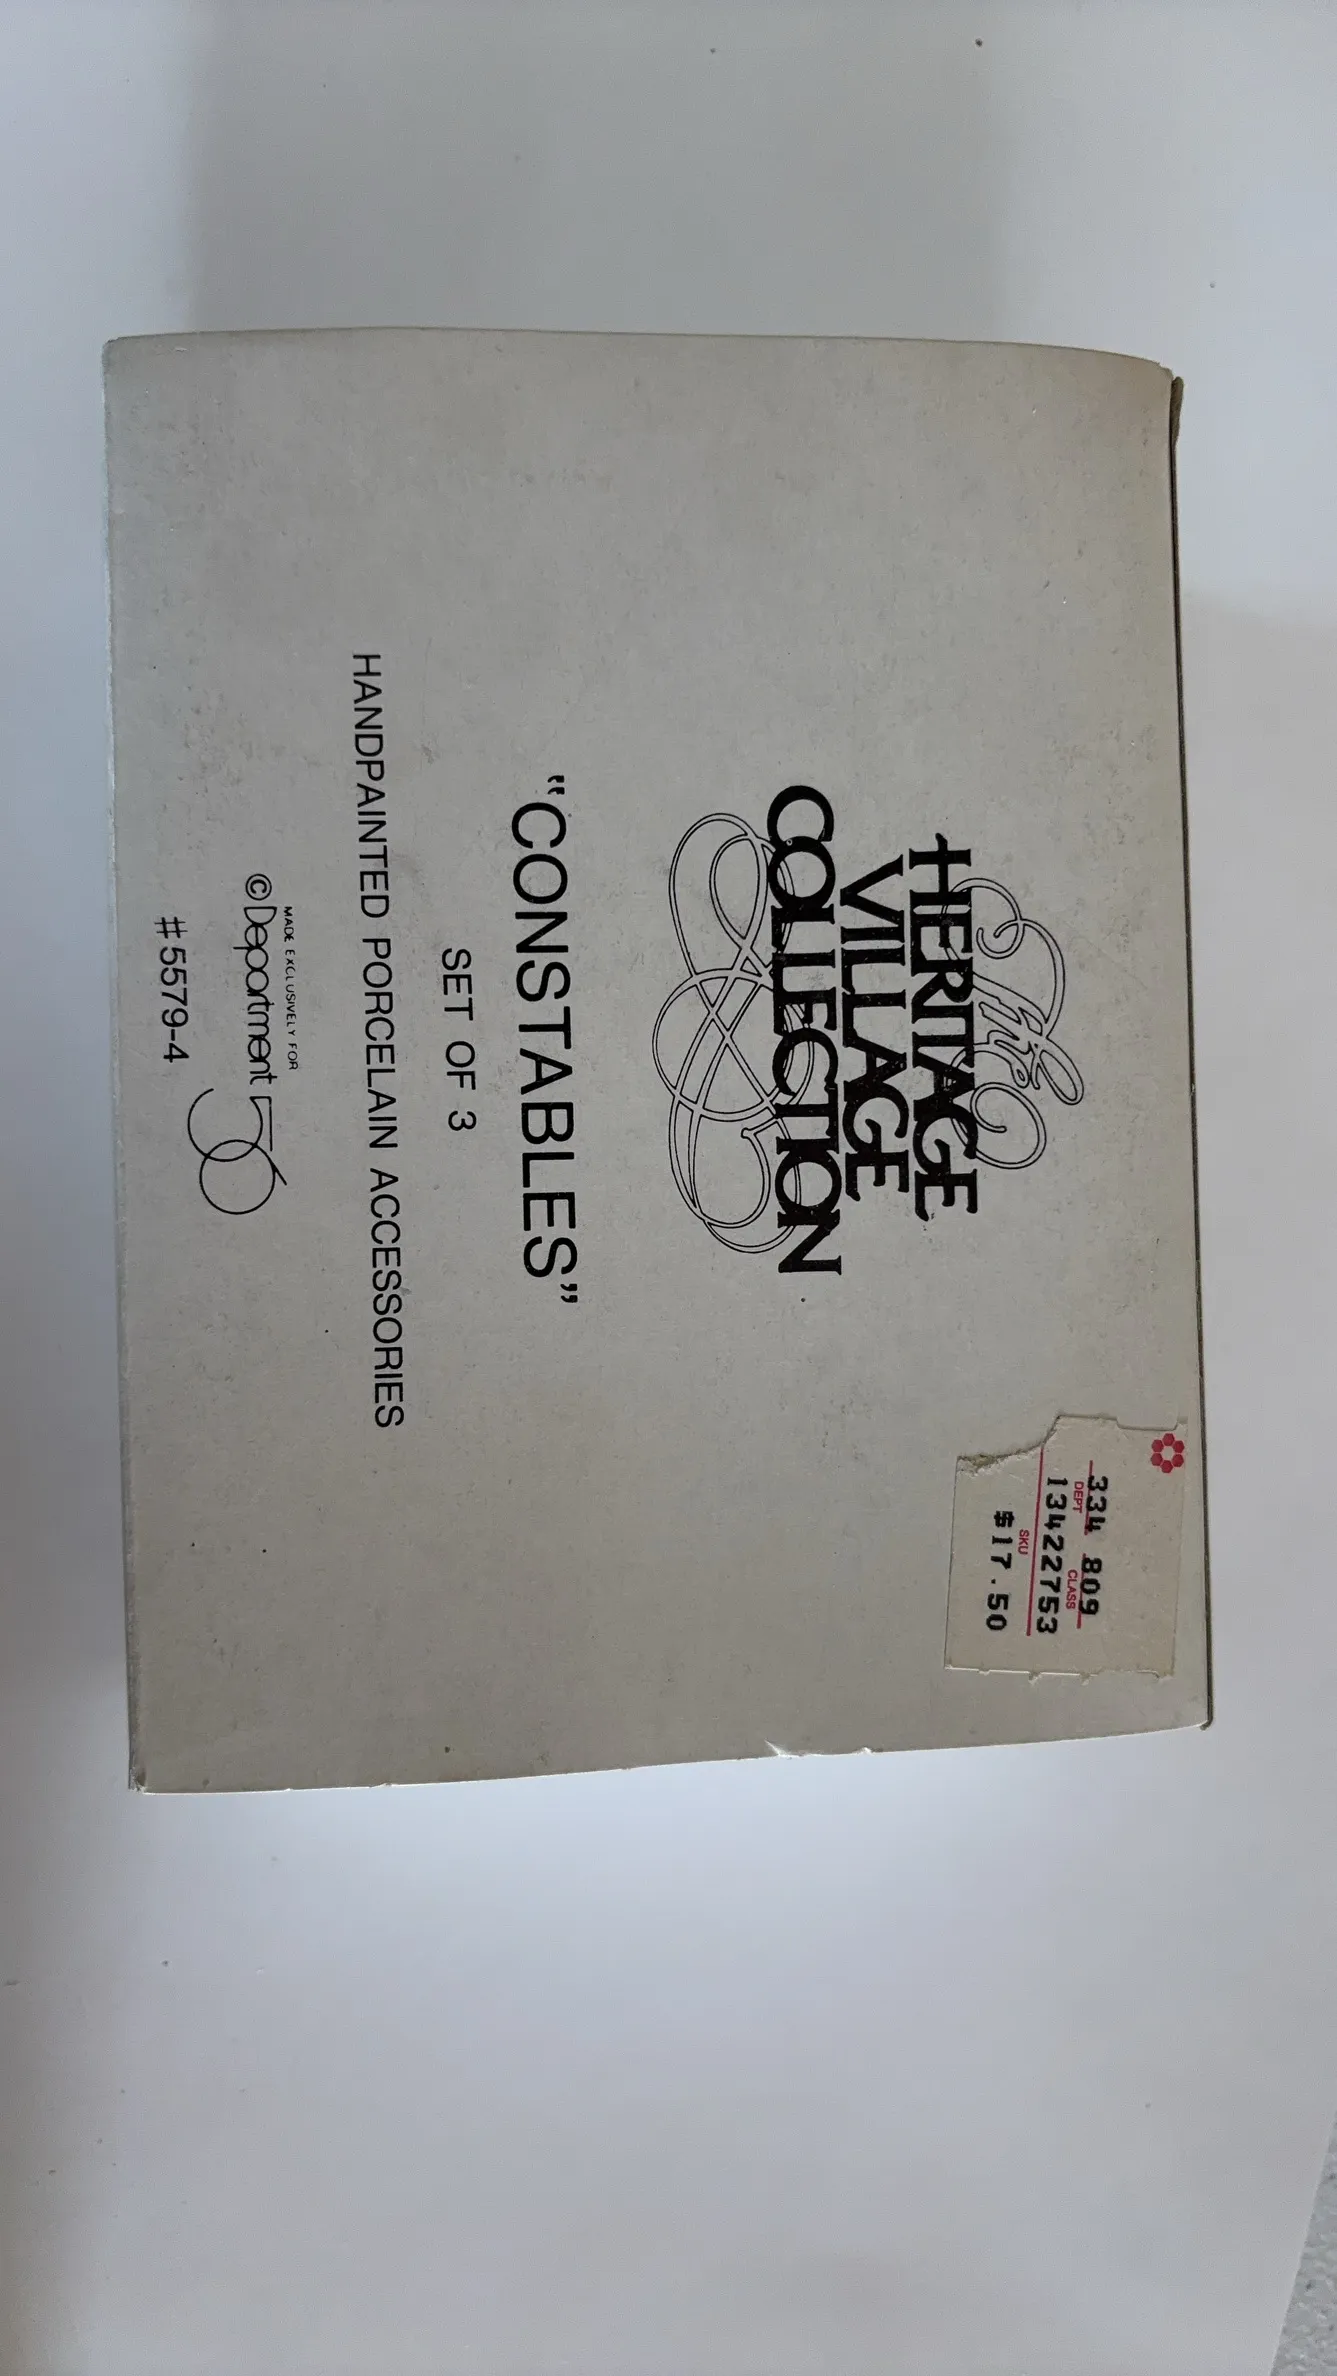 The
HERITAGE
VILLAGE
COLLECTION
"CONSTABLES"
SET OF 3
HANDPAINTED PORCELAIN ACCESSORIES
MADE EXCLUSIVELY FOR
©Department 56
#5579-4
334 809
DEPT CLASS
13422753
SKU
$17.50